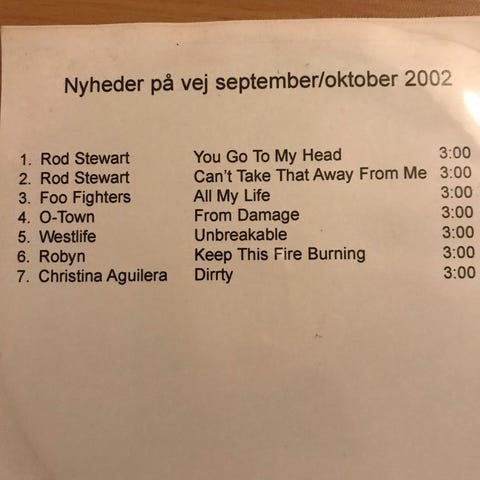 Nyheder på vej september/oktober 2002
1. Rod Stewart You Go To My Head 3:00
2. Rod Stewart Can't Take That Away From Me 3:00
3. Foo Fighters All My Life 3:00
4. O-Town From Damage 3:00
5. Westlife Unbreakable 3:00
6. Robyn Keep This Fire Burning 3:00
7. Christina Aguilera Dirrty 3:00